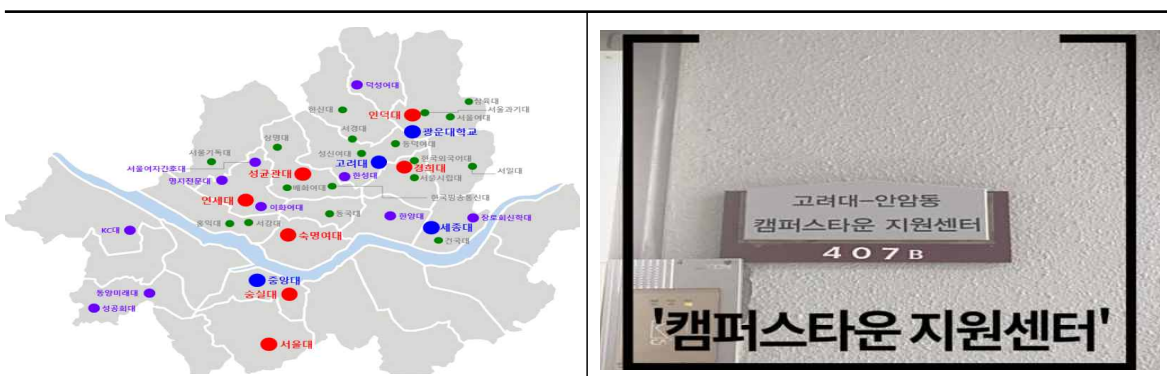 덕성여대
삼육대
한신대
인덕대
서울과기대
서울여대
광운대학교
서경대
상명대
동덕여대
서울기독대
성신여대
고려대
한국외국어대
경희대
서일대
서울여자간호대
성균관대
한성대
서울시립대
명지전문대
배화여대
한국방송통신대
연세대
이화여대
동국대
한양대
장로회신학대
홍익대
서강대
세종대
KC대
숙명여대
건국대
중앙대
동양미래대
숭실대
성공회대
서울대
고려대-안암동
캠퍼스타운 지원센터
407B
'캠퍼스타운 지원센터'